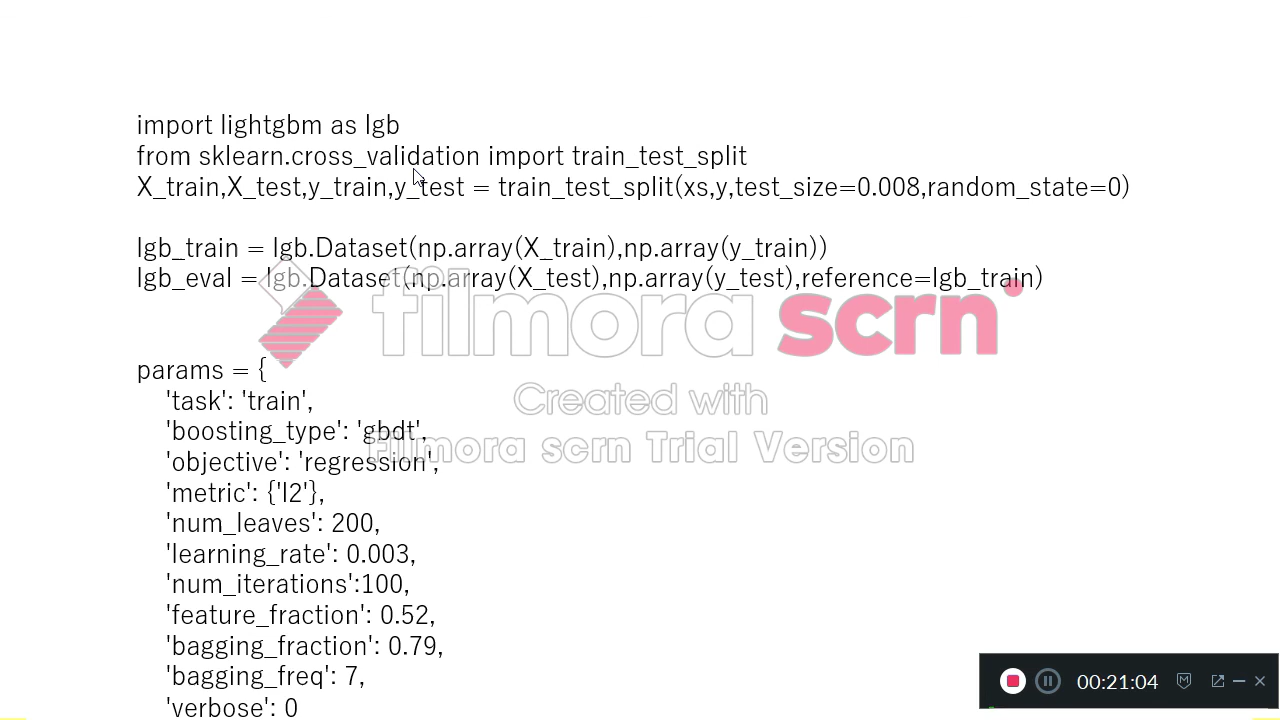 import lightgbm as lgb
from sklearn.cross_validation import train_test_split
X_train,X_test,y_train,y_test = train_test_split(xs,y,test_size=0.008,random_state=0)
lgb_train = lgb.Dataset(np.array(X_train),np.array(y_train))
lgb_eval = lgb.Dataset(np.array(X_test),np.array(y_test),reference=lgb_train)
filmora scrn
Created with
Filmora scrn Trial Version
params = {
'task': 'train',
'boosting_type': 'gbdt',
'objective': 'regression',
'metric': {'l2'},
'num_leaves': 200,
'learning_rate': 0.003,
'num_iterations':100,
'feature_fraction': 0.52,
'bagging_fraction': 0.79,
'bagging_freq': 7,
'verbose': 0
00:21:04